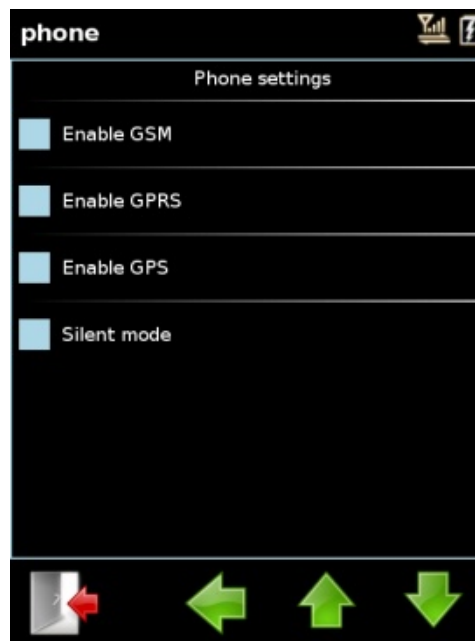 phone
Phone settings
Enable GSM
Enable GPRS
Enable GPS
Silent mode